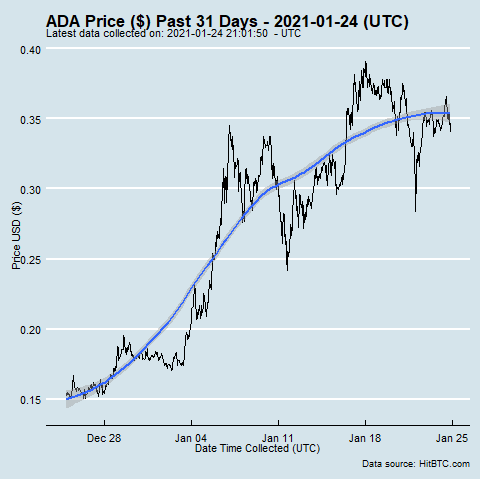 ADA Price ($) Past 31 Days - 2021-01-24 (UTC)
Latest data collected on: 2021-01-24 21:01:50 - UTC
0.40
0.35
0.30
0.25
0.20
0.15
Price USD ($)
Dec 28
Jan 04
Jan 11
Jan 18
Jan 25
Date Time Collected (UTC)
Data source: HitBTC.com